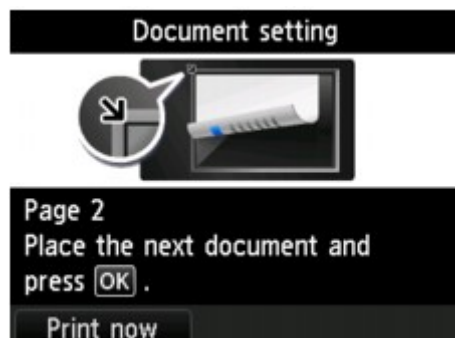 Document setting
Page 2
Place the next document and
press OK .
Print now